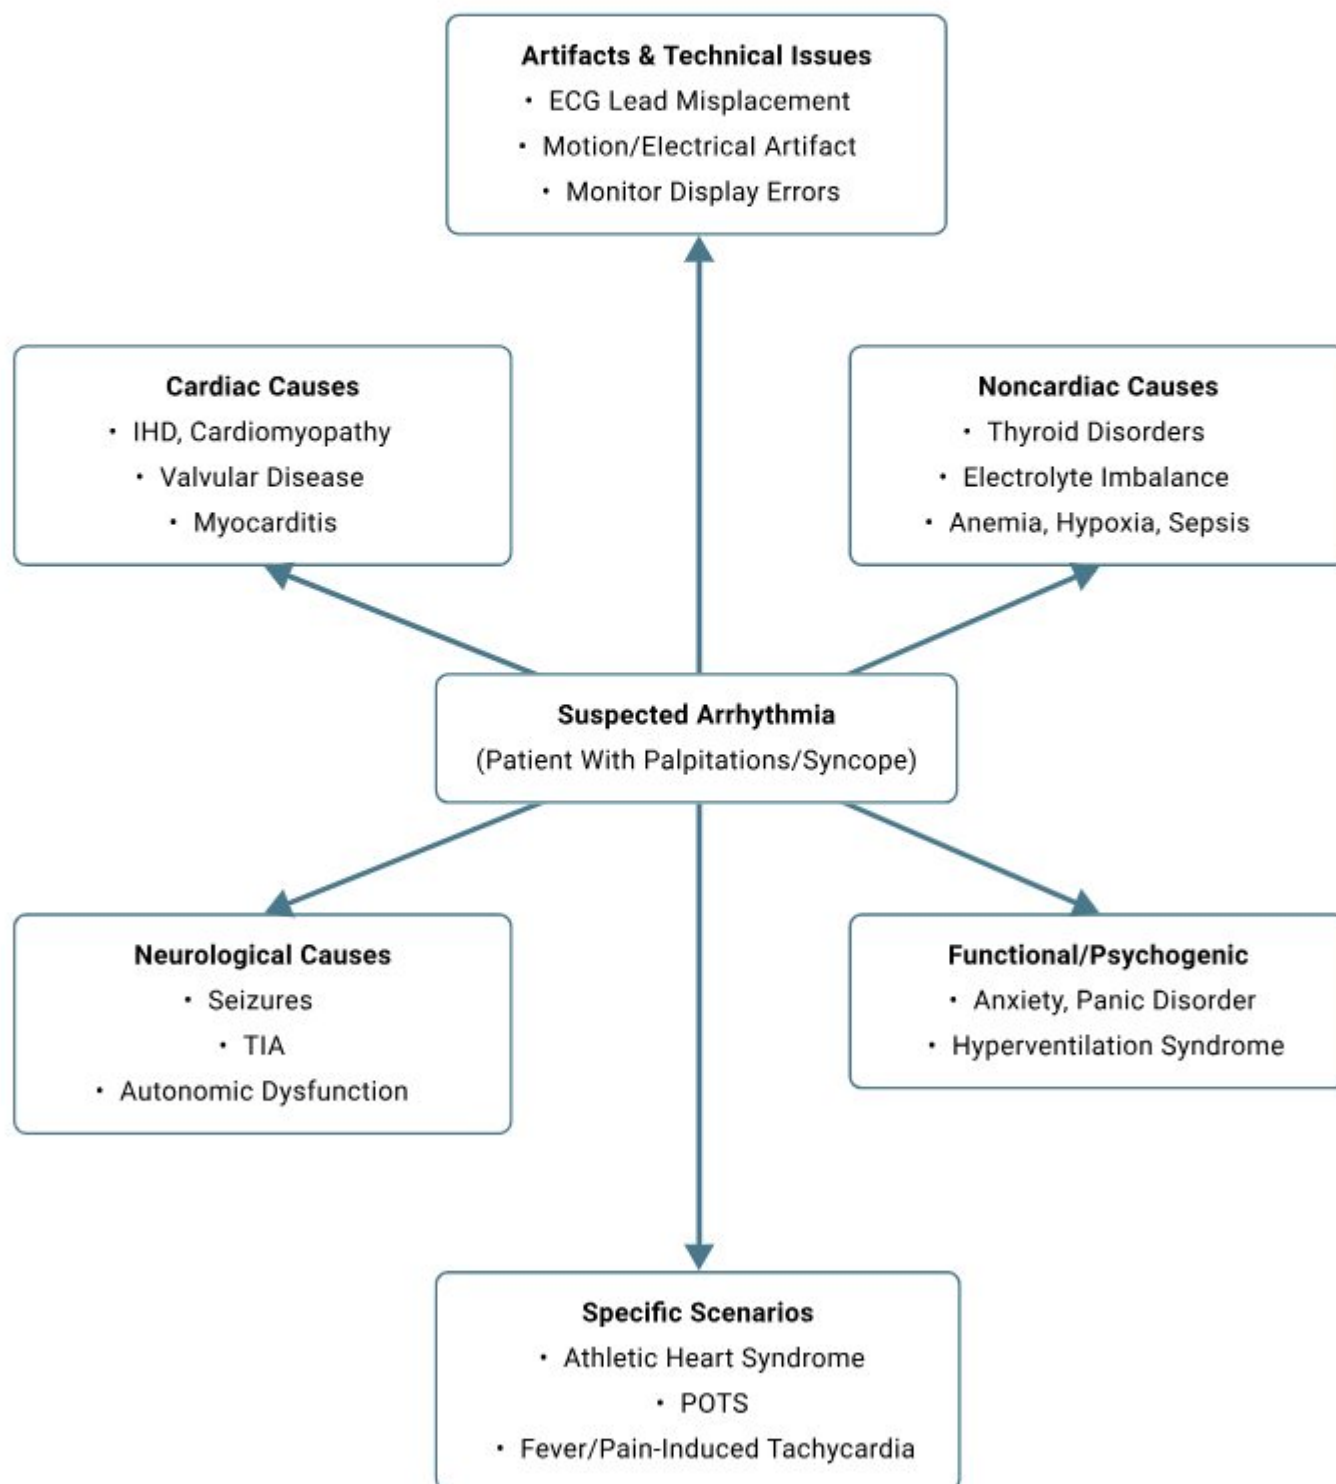 Artifacts & Technical Issues
• ECG Lead Misplacement
• Motion/Electrical Artifact
• Monitor Display Errors
Cardiac Causes
• IHD, Cardiomyopathy
• Valvular Disease
• Myocarditis
Noncardiac Causes
• Thyroid Disorders
• Electrolyte Imbalance
• Anemia, Hypoxia, Sepsis
Suspected Arrhythmia
(Patient With Palpitations/Syncope)
Neurological Causes
• Seizures
• TIA
• Autonomic Dysfunction
Functional/Psychogenic
• Anxiety, Panic Disorder
• Hyperventilation Syndrome
Specific Scenarios
• Athletic Heart Syndrome
• POTS
• Fever/Pain-Induced Tachycardia